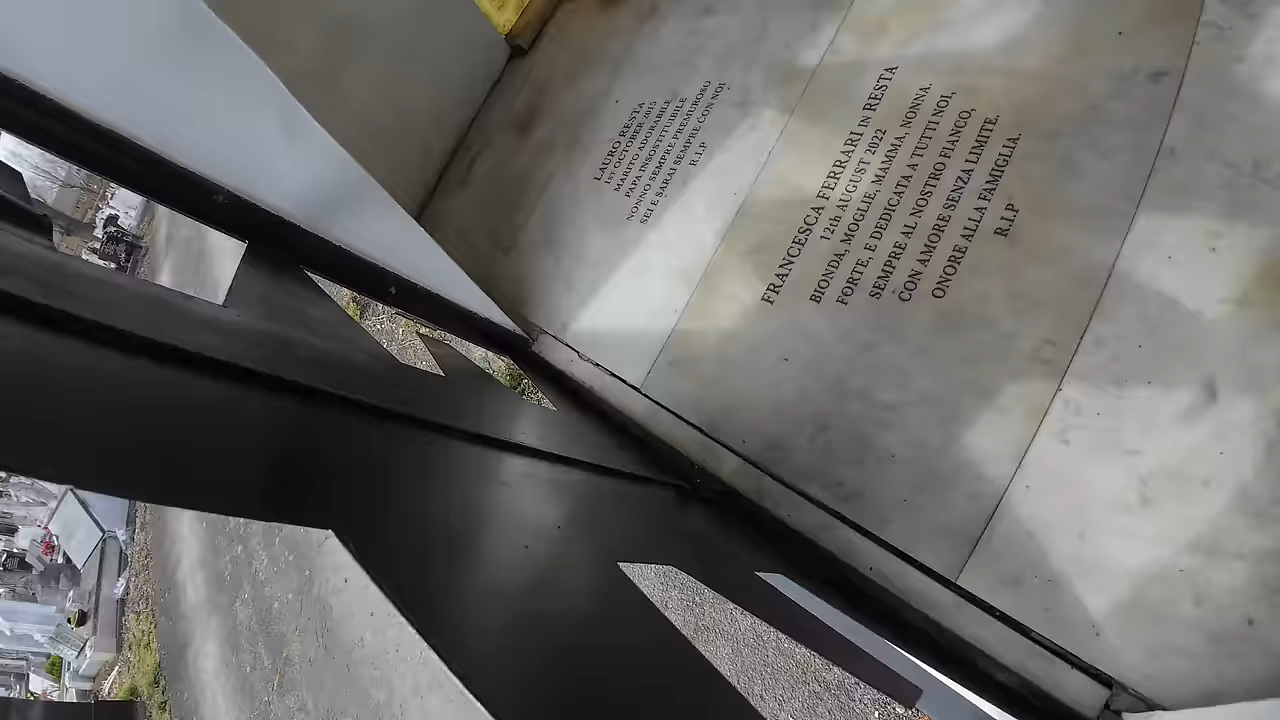 LAURO RESTA
1ST OCTOBER 2015
MARITO ADORABILE
PAPA INSOSTITUIBILE
NONNO SEMPRE PREMUROSO
SEI E SARAI SEMPRE CON NOI
R.I.P
FRANCESCA FERRARI IN RESTA
12th AUGUST 2022
BIONDA, MOGLIE, MAMMA, NONNA.
FORTE, E DEDICATA A TUTTI NOI,
SEMPRE AL NOSTRO FIANCO,
CON AMORE SENZA LIMITE.
ONORE ALLA FAMIGLIA.
R.I.P